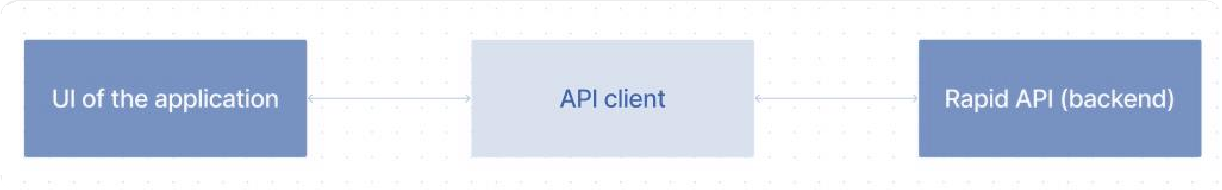 UI of the application
API client
Rapid API (backend)